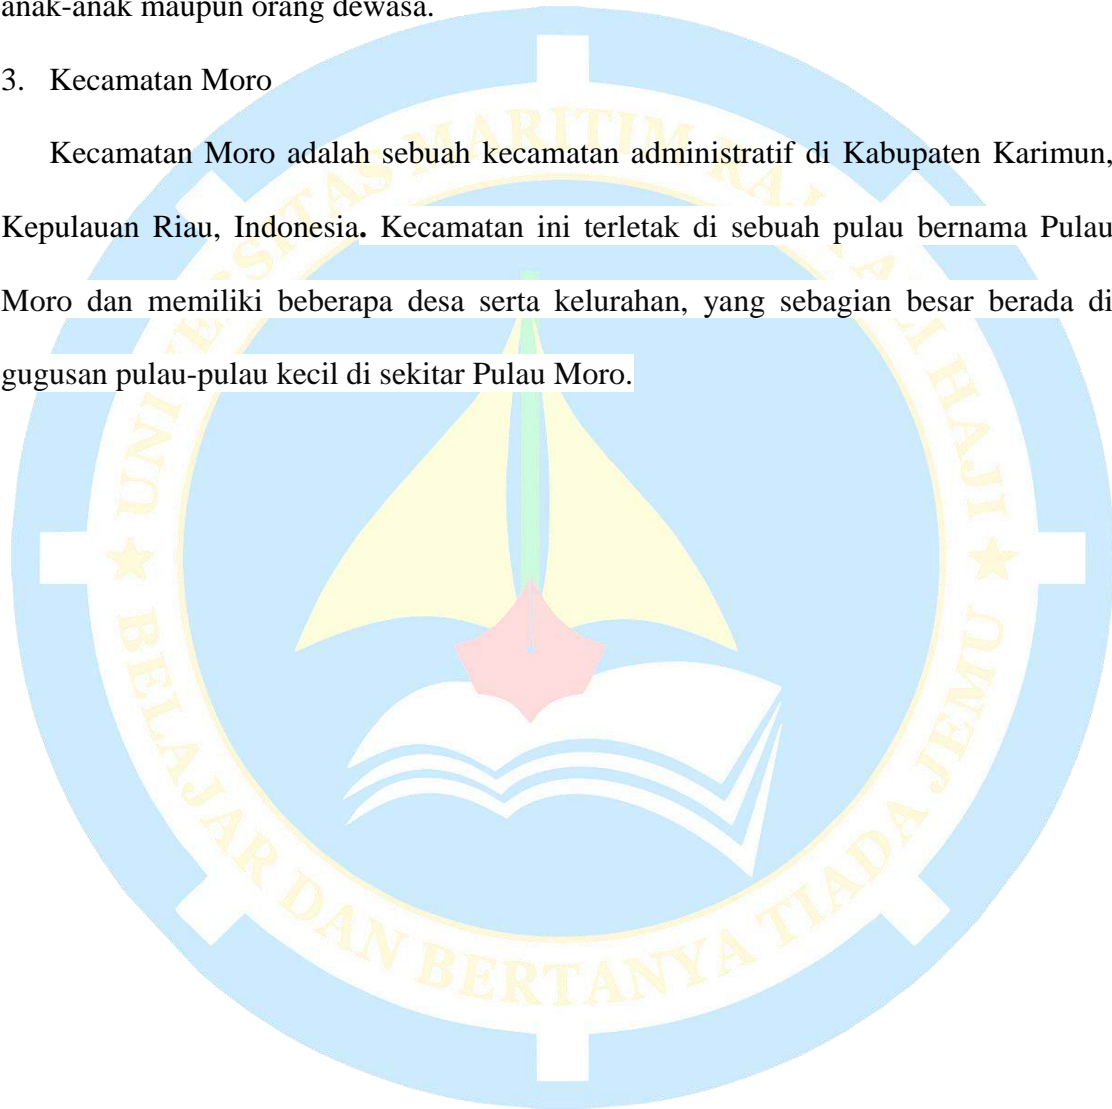 anak-anak maupun orang dewasa.
3. Kecamatan Moro
Kecamatan Moro adalah sebuah kecamatan administratif di Kabupaten Karimun,
Kepulauan Riau, Indonesia. Kecamatan ini terletak di sebuah pulau bernama Pulau
Moro dan memiliki beberapa desa serta kelurahan, yang sebagian besar berada di
gugusan pulau-pulau kecil di sekitar Pulau Moro.
UNIVERSITAS MARITIM RAJA ALI HAJI
BELAJAR DAN BERTANYA TIADA JEMU